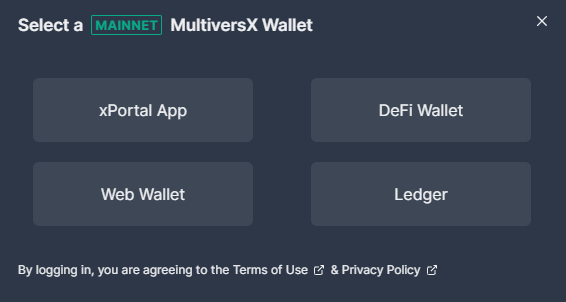 Select a MAINNET MultiversX Wallet
xPortal App
DeFi Wallet
Web Wallet
Ledger
By logging in, you are agreeing to the Terms of Use & Privacy Policy